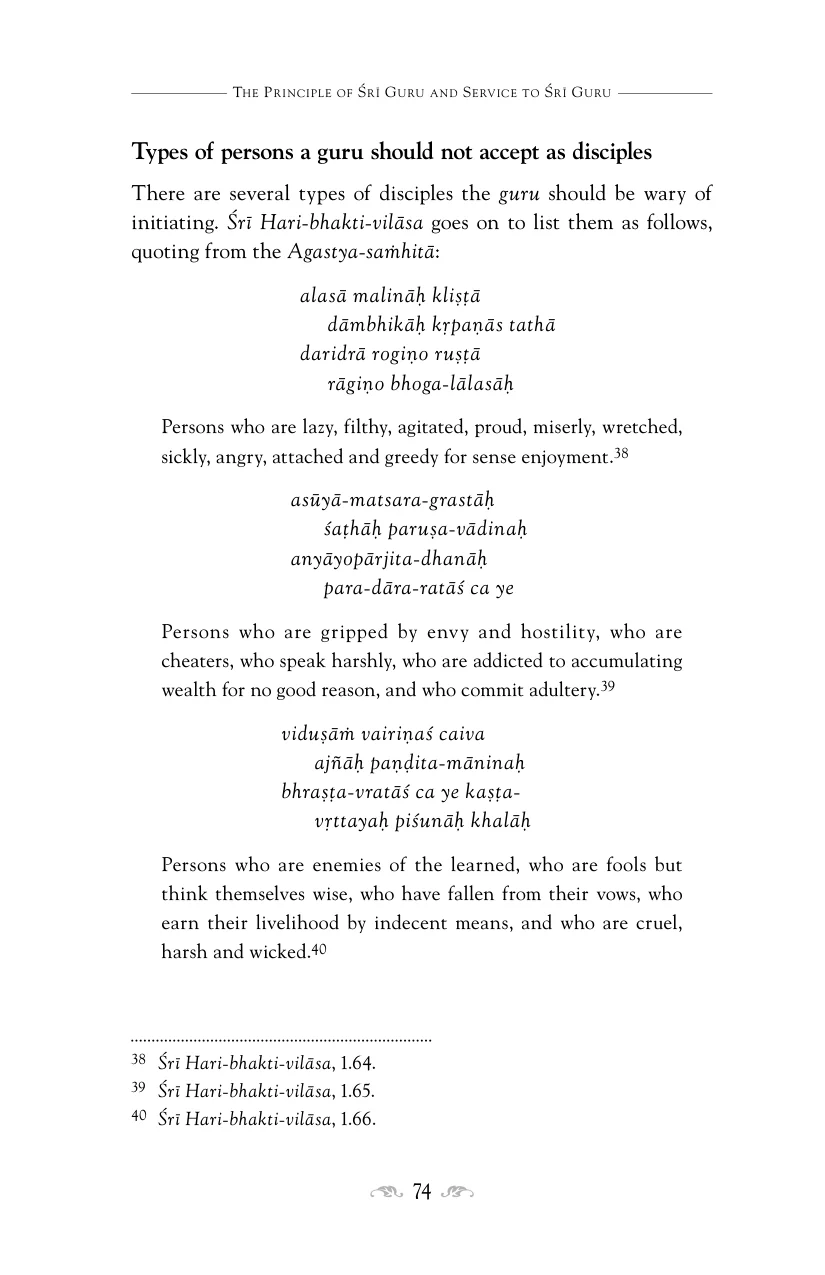 The Principle of Śrī Guru and Service to Śrī Guru
Types of persons a guru should not accept as disciples
There are several types of disciples the guru should be wary of
initiating. Śrī Hari-bhakti-vilāsa goes on to list them as follows,
quoting from the Agastya-saṁhitā:
alasā malināḥ kliṣṭā
dāmbhikāḥ kṛpaṇās tathā
daridrā rogiṇo ruṣṭā
rāgiṇo bhoga-lālasāḥ
Persons who are lazy, filthy, agitated, proud, miserly, wretched,
sickly, angry, attached and greedy for sense enjoyment.38
asūyā-matsara-grastāḥ
śaṭhāḥ paruṣa-vādinaḥ
anyāyopārjita-dhanāḥ
para-dāra-ratāś ca ye
Persons who are gripped by envy and hostility, who are
cheaters, who speak harshly, who are addicted to accumulating
wealth for no good reason, and who commit adultery.39
viduṣāṁ vairiṇaś caiva
ajñāḥ paṇḍita-māninaḥ
bhraṣṭa-vratāś ca ye kaṣṭa-
vṛttayaḥ piśunāḥ khalāḥ
Persons who are enemies of the learned, who are fools but
think themselves wise, who have fallen from their vows, who
earn their livelihood by indecent means, and who are cruel,
harsh and wicked.40
38 Śrī Hari-bhakti-vilāsa, 1.64.
39 Śrī Hari-bhakti-vilāsa, 1.65.
40 Śrī Hari-bhakti-vilāsa, 1.66.
74